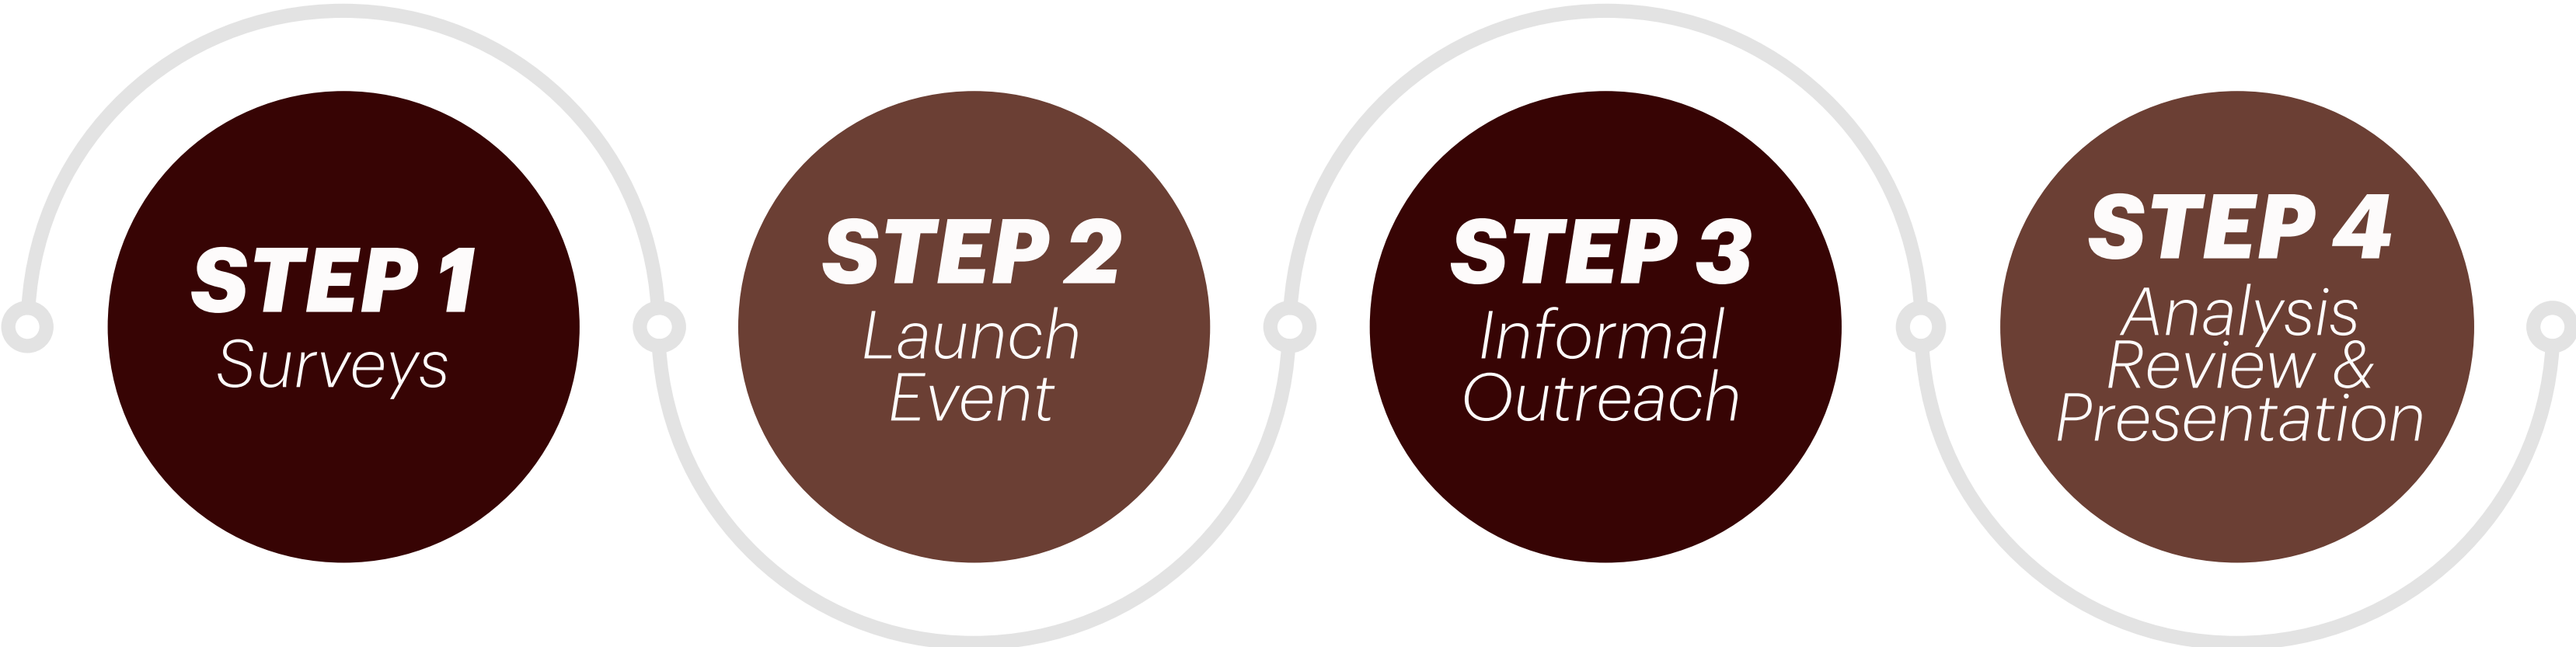 STEP 1
Surveys
STEP 2
Launch
Event
STEP 3
Informal
Outreach
STEP 4
Analysis
Review &
Presentation